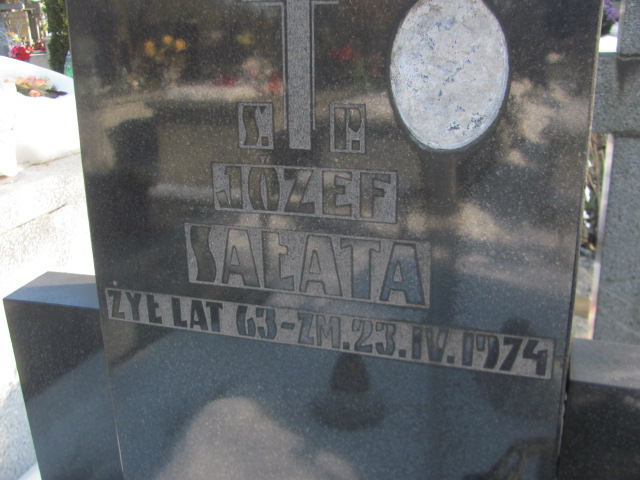 Ś. P.
JÓZEF
SAŁATA
ŻYŁ LAT 63-ZM.23.IV.1974